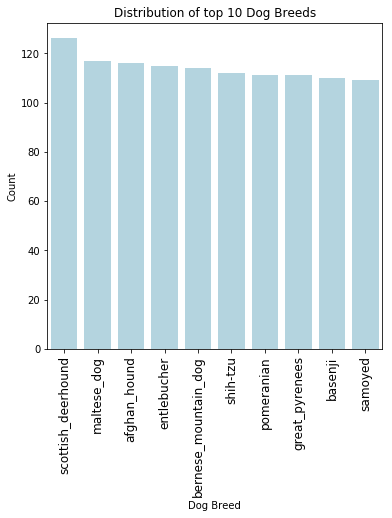 Distribution of top 10 Dog Breeds
120
100
80
60
40
20
0
Count
scottish_deerhound
maltese_dog
afghan_hound
entlebucher
bernese_mountain_dog
shih-tzu
pomeranian
great_pyrenees
basenji
samoyed
Dog Breed